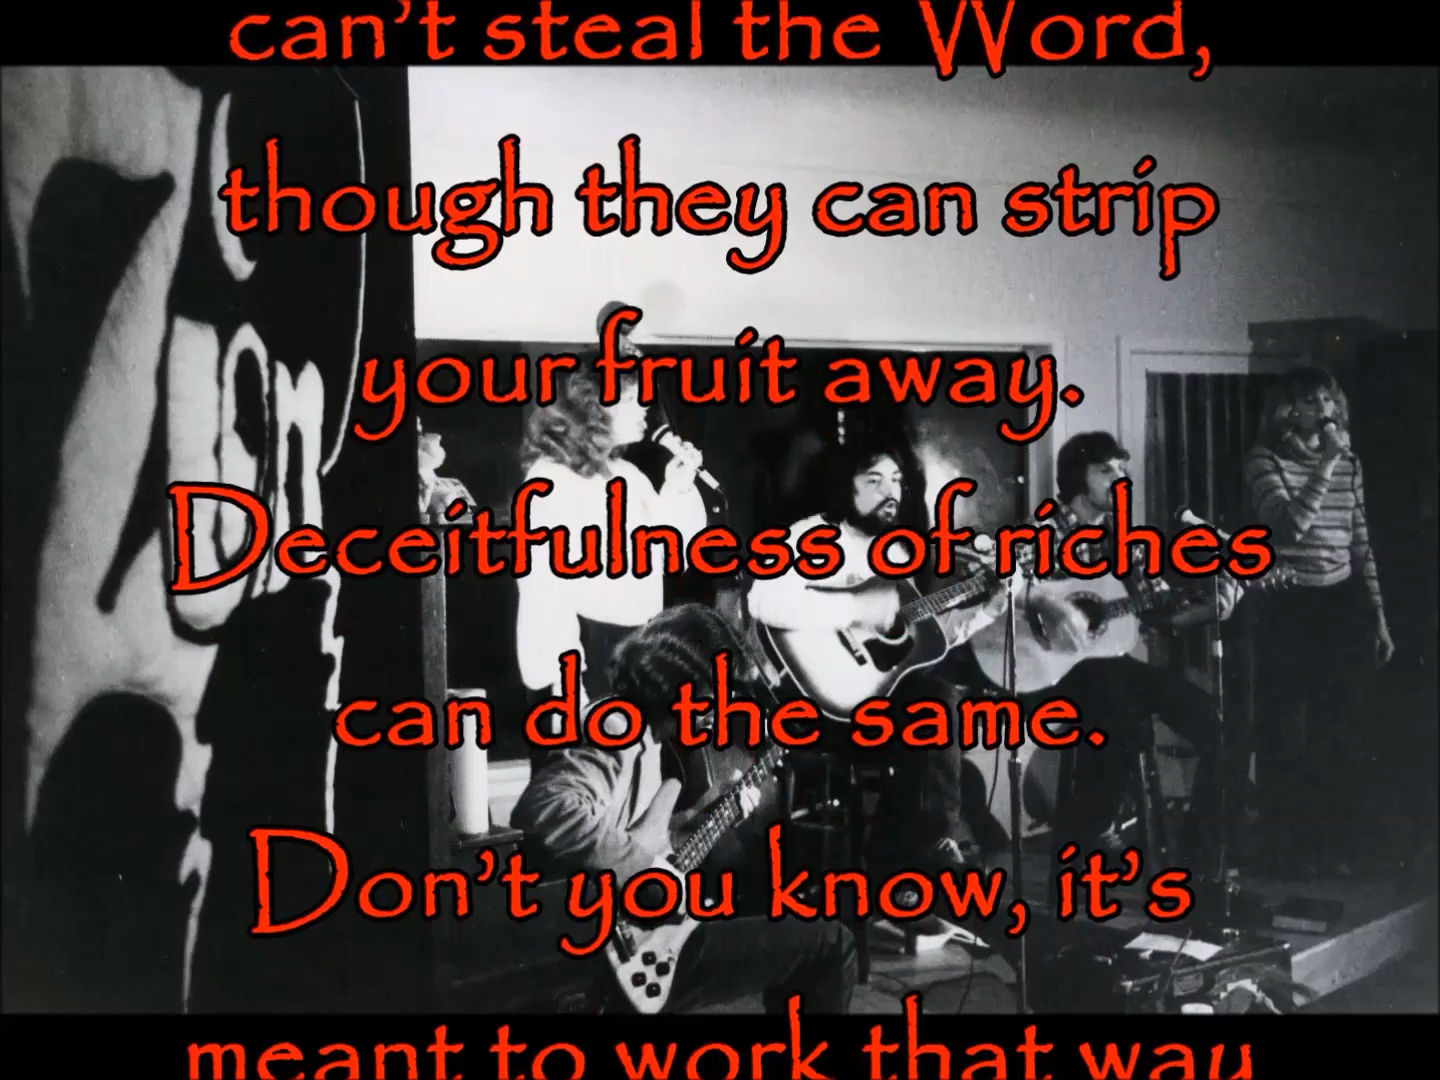 can't steal the Word,
though they can strip
your fruit away.
Deceitfulness of riches
can do the same.
Don't you know, it's
meant to work that way